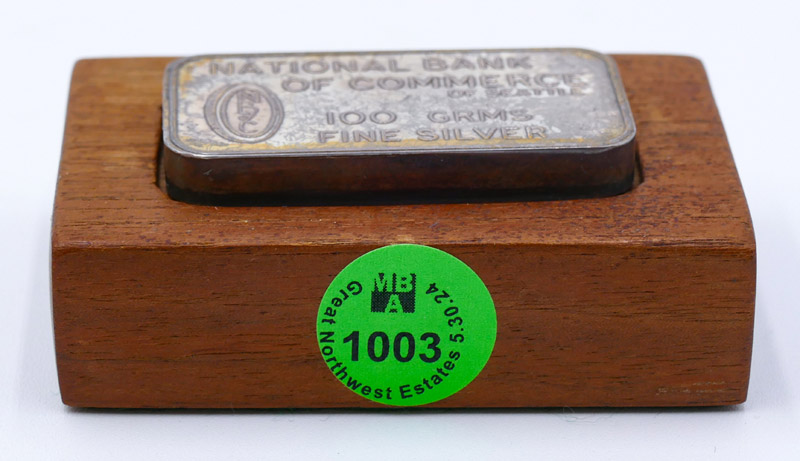 NATIONAL BANK
OF COMMERCE
OF SEATTLE
100 GRMS
FINE SILVER
MB
A
1003
Great Northwest Estates 5.30.24